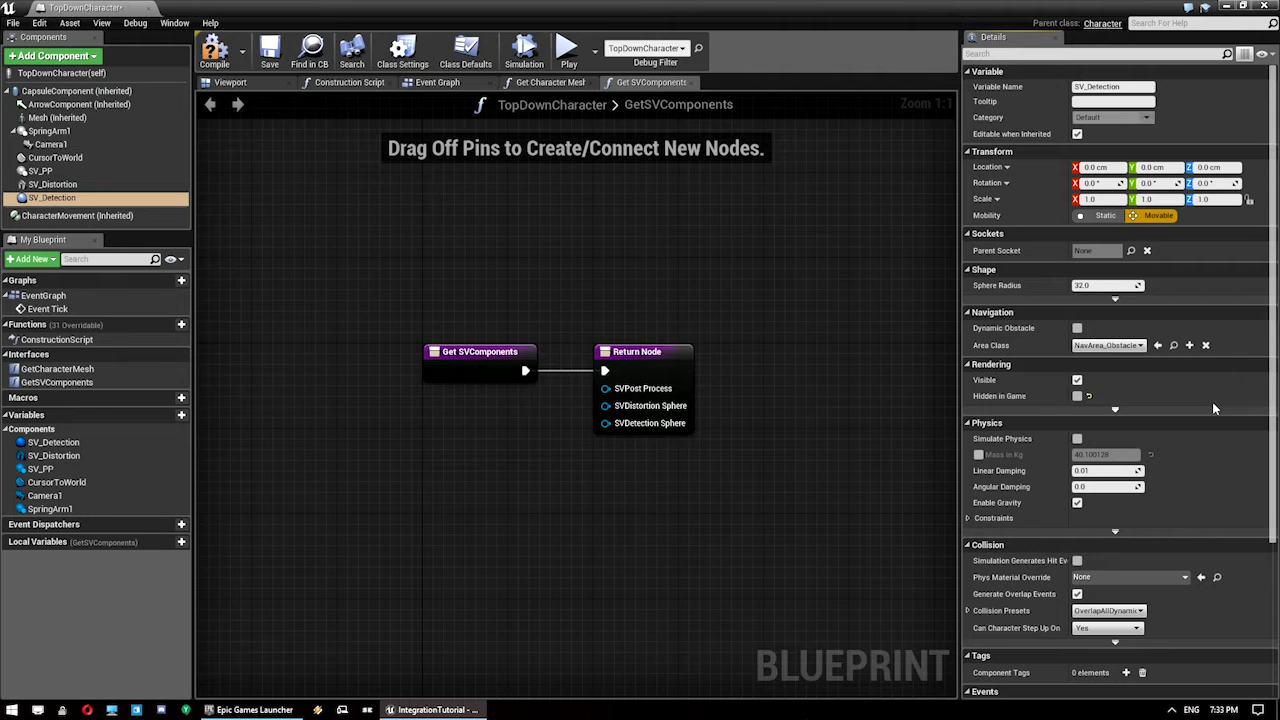 TopDownCharacter*
File Edit Asset View Debug Window Help
Parent class: Character
Search For Help
Components
+ Add Component
TopDownCharacter(self)
CapsuleComponent (Inherited)
ArrowComponent (Inherited)
Mesh (Inherited)
SpringArm1
Camera1
CursorToWorld
SV_PP
SV_Distortion
SV_Detection
CharacterMovement (Inherited)
My Blueprint
+ Add New
Search
Graphs
EventGraph
Event Tick
Functions (31 Overridable)
ConstructionScript
Interfaces
GetCharacterMesh
GetSVComponents
Macros
Variables
Components
SV_Detection
SV_Distortion
SV_PP
CursorToWorld
Camera1
SpringArm1
Event Dispatchers
Local Variables (GetSVComponents)
Compile
Save
Find in CB
Search
Class Settings
Class Defaults
Simulation
Play
TopDownCharacter
Debug Filter
Viewport
Construction Script
Event Graph
Get Character Mesh
Get SVComponents
TopDownCharacter > GetSVComponents
Zoom 1:1
Drag Off Pins to Create/Connect New Nodes.
Get SVComponents
Return Node
SVPost Process
SVDistortion Sphere
SVDetection Sphere
BLUEPRINT
Details
Search
Variable
Variable Name SV_Detection
Tooltip
Category Default
Editable when Inherited
Transform
Location X 0.0 cm Y 0.0 cm Z 0.0 cm
Rotation X 0.0 ° Y 0.0 ° Z 0.0 °
Scale X 1.0 Y 1.0 Z 1.0
Mobility Static Movable
Sockets
Parent Socket None
Shape
Sphere Radius 32.0
Navigation
Dynamic Obstacle
Area Class NavArea_Obstacle
Rendering
Visible
Hidden in Game
Physics
Simulate Physics
Mass in Kg 40.100128
Linear Damping 0.01
Angular Damping 0.0
Enable Gravity
Constraints
Collision
Simulation Generates Hit Ev
Phys Material Override None
Generate Overlap Events
Collision Presets OverlapAllDynamic
Can Character Step Up On Yes
Tags
Component Tags 0 elements
Events
Epic Games Launcher
IntegrationTutorial - ...
ENG 7:33 PM